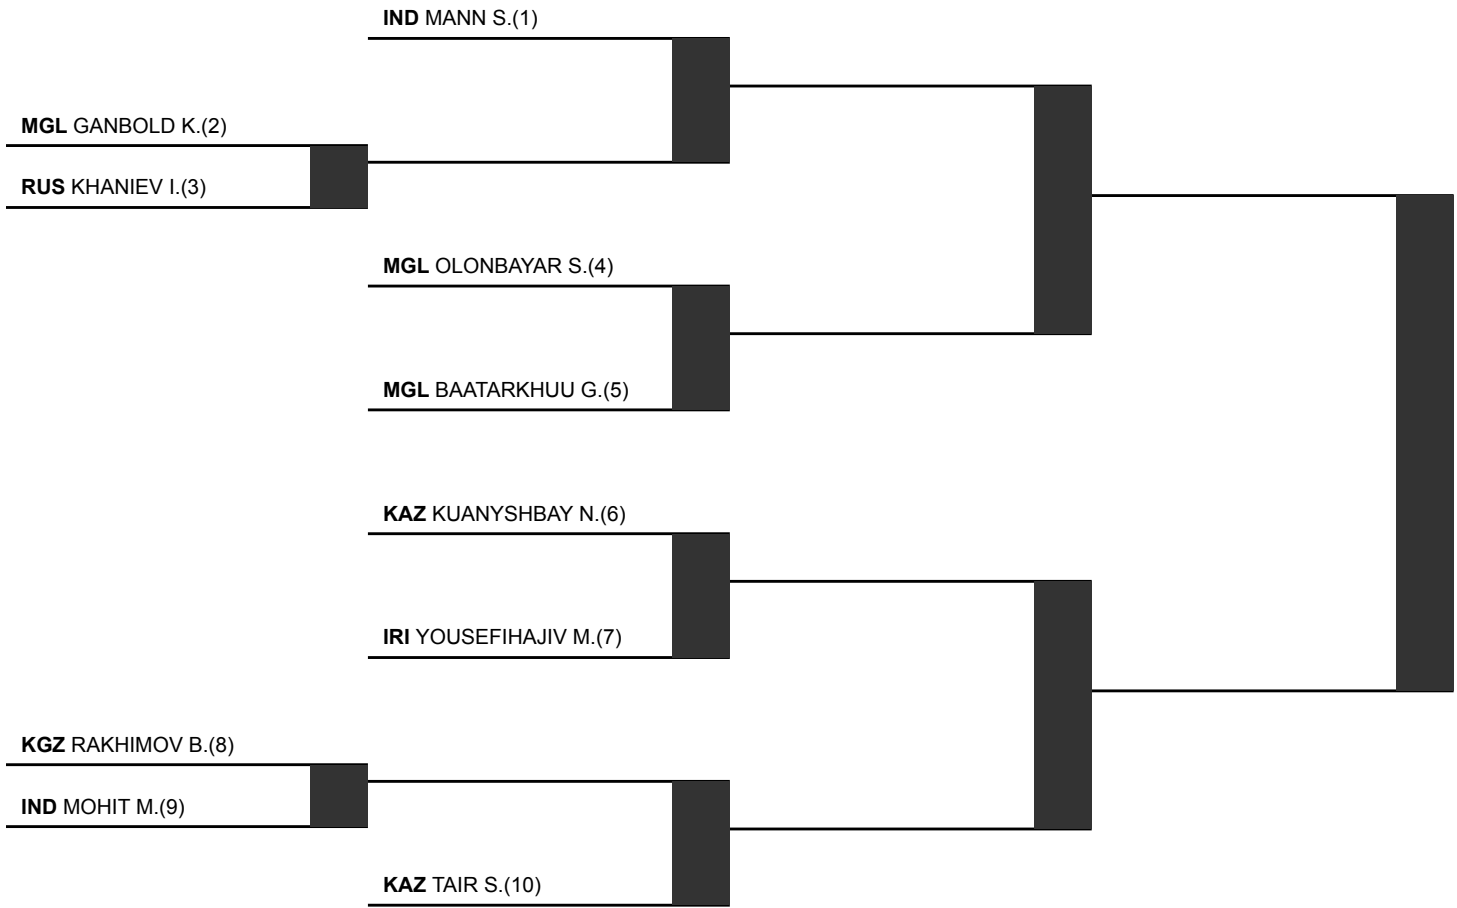 IND MANN S.(1)
MGL GANBOLD K.(2)
RUS KHANIEV I.(3)
MGL OLONBAYAR S.(4)
MGL BAATARKHUU G.(5)
KAZ KUANYSHBAY N.(6)
IRI YOUSEFIHAJIV M.(7)
KGZ RAKHIMOV B.(8)
IND MOHIT M.(9)
KAZ TAIR S.(10)